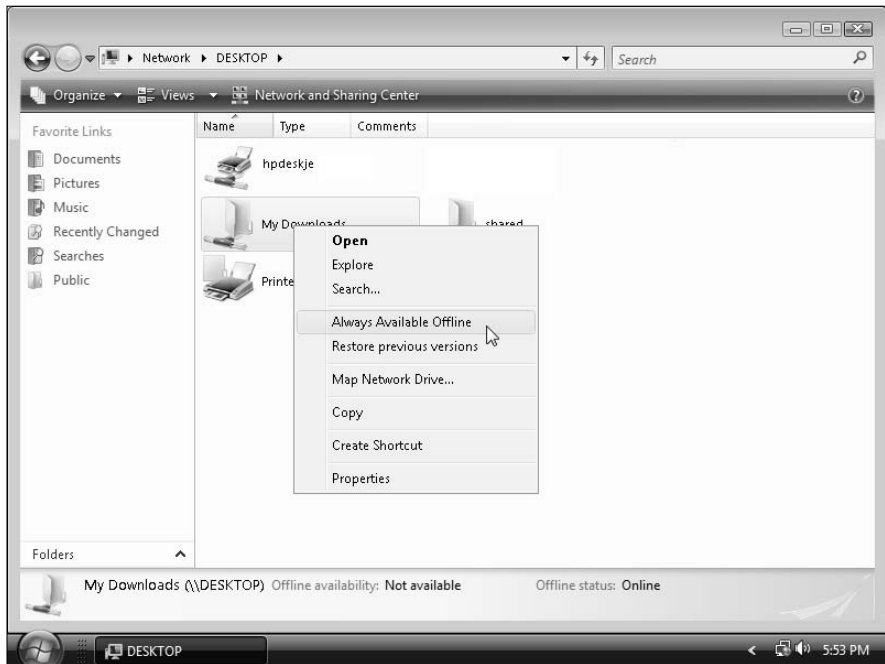 Network DESKTOP Search
Organize Views Network and Sharing Center
Favorite Links
Documents
Pictures
Music
Recently Changed
Searches
Public
Folders
Name Type Comments
hpdeskje
My Downloads shared
Printe
Open
Explore
Search...
Always Available Offline
Restore previous versions
Map Network Drive...
Copy
Create Shortcut
Properties
My Downloads (\\DESKTOP) Offline availability: Not available Offline status: Online
DESKTOP 5:53 PM